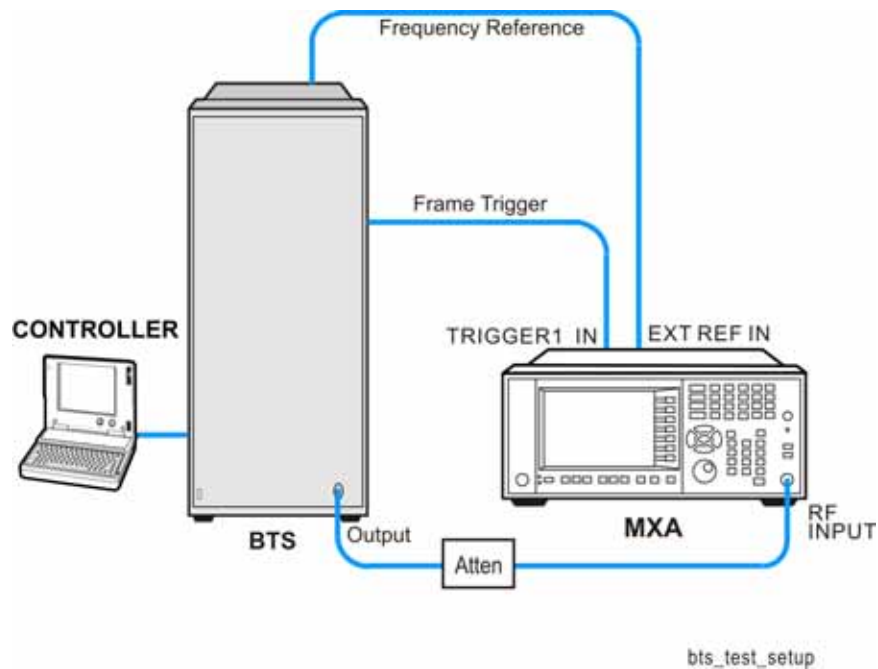 Frequency Reference
Frame Trigger
CONTROLLER
TRIGGER1 IN
EXT REF IN
BTS
Output
Atten
MXA
RF
INPUT
bts_test_setup